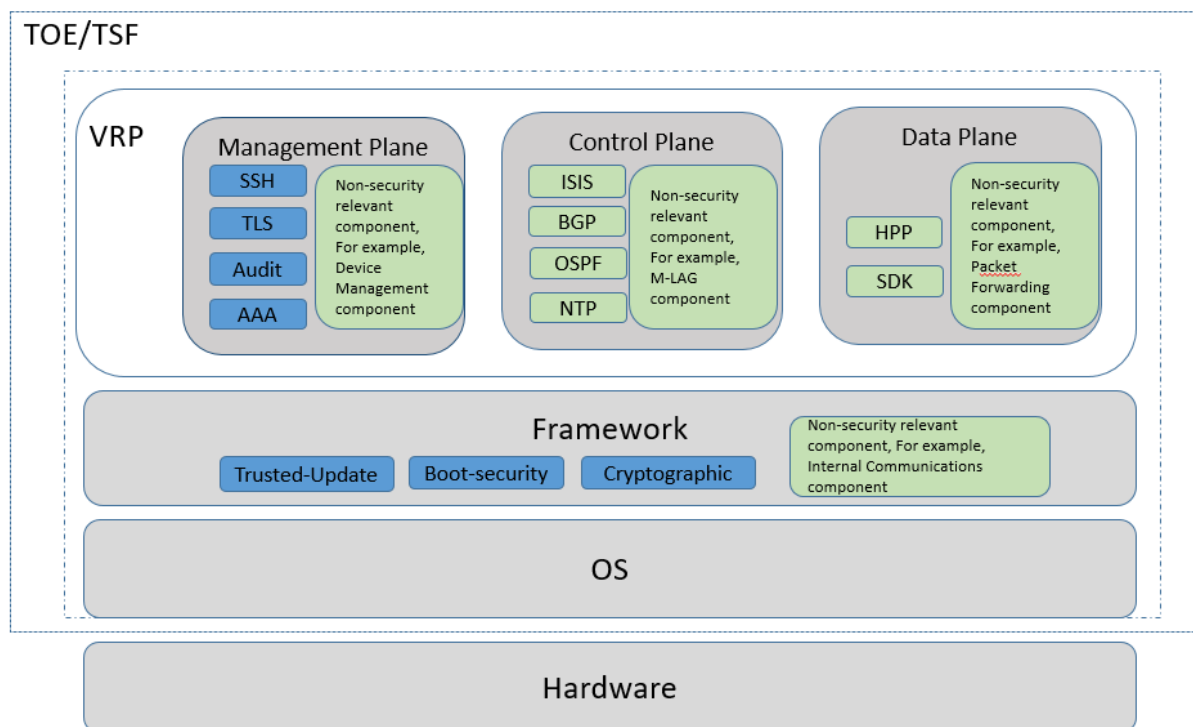 TOE/TSF
VRP
Management Plane
SSH
TLS
Audit
AAA
Non-security
relevant
component,
For example,
Device
Management
component
Control Plane
ISIS
BGP
OSPF
NTP
Non-security
relevant
component,
For example,
M-LAG
component
Data Plane
HPP
SDK
Non-security
relevant
component,
For example,
Packet
Forwarding
component
Framework
Trusted-Update
Boot-security
Cryptographic
Non-security relevant
component, For example,
Internal Communications
component
OS
Hardware